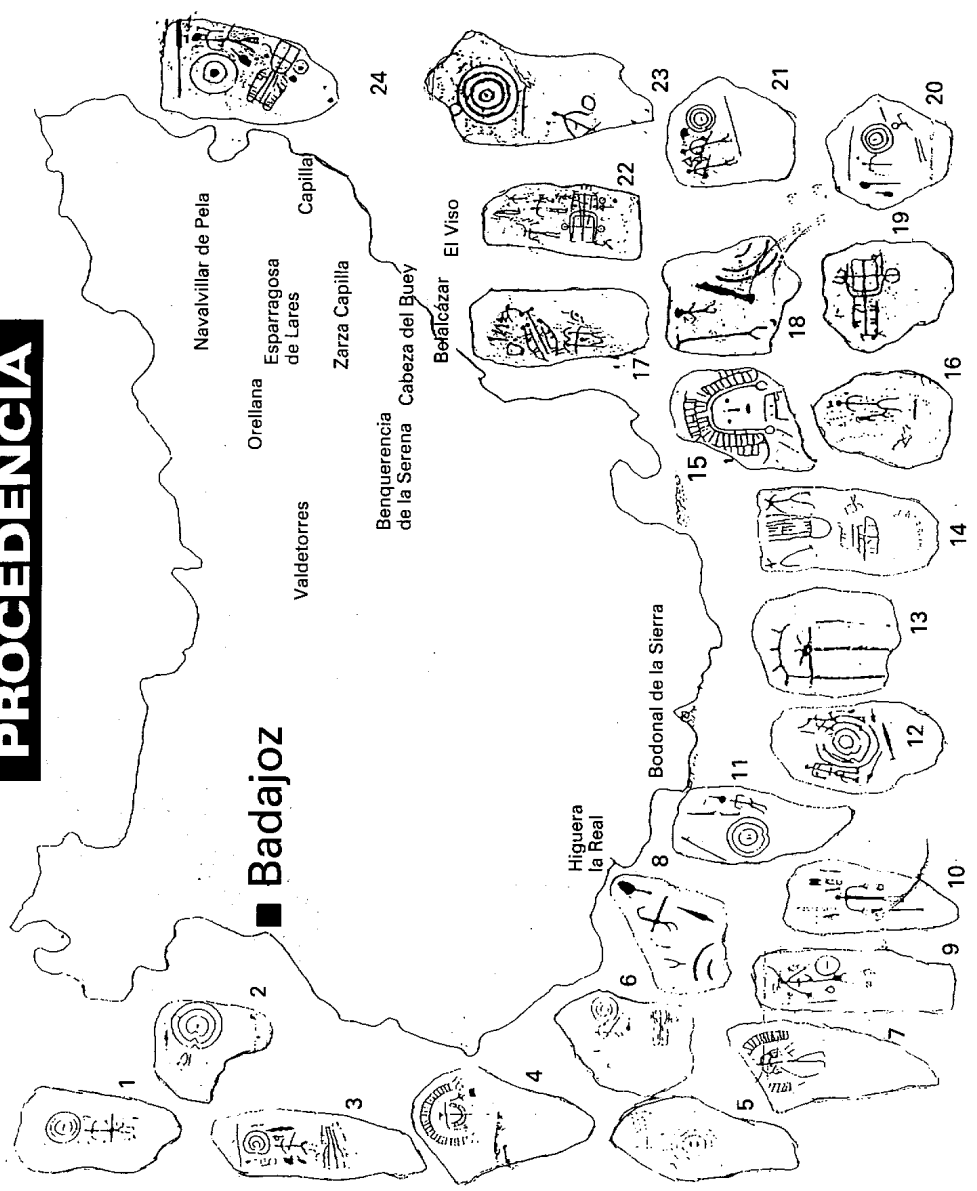 PROCEDENCIA
1
Navalvillar de Pela
Orellana
2
Badajoz
Esparragosa
de Lares
Valdetorres
Capilla
Zarza Capilla
3
24
Benquerencia
de la Serena
Cabeza del Buey
Belalcázar
El Viso
4
Higuera
la Real
22
6
17
Bodonal de la Sierra
8
23
15
11
5
21
18
7
19
12
13
20
9
10
14
16